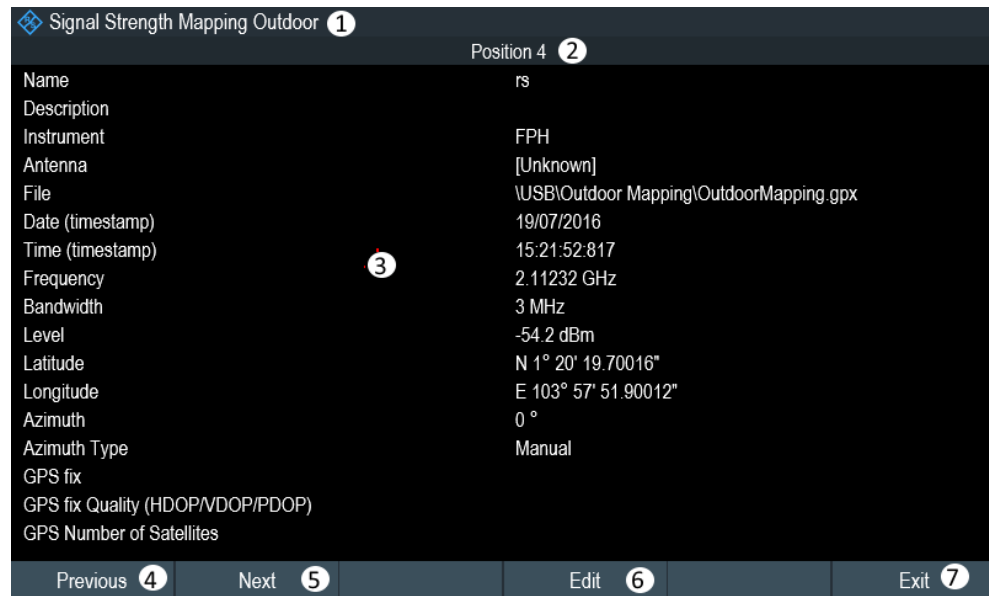 Signal Strength Mapping Outdoor 1
Position 4 2
Name rs
Description
Instrument FPH
Antenna [Unknown]
File \USB\Outdoor Mapping\OutdoorMapping.gpx
Date (timestamp) 19/07/2016
Time (timestamp) 15:21:52:817
3
Frequency 2.11232 GHz
Bandwidth 3 MHz
Level -54.2 dBm
Latitude N 1° 20' 19.70016"
Longitude E 103° 57' 51.90012"
Azimuth 0 °
Azimuth Type Manual
GPS fix
GPS fix Quality (HDOP/VDOP/PDOP)
GPS Number of Satellites
Previous 4 Next 5 Edit 6 Exit 7